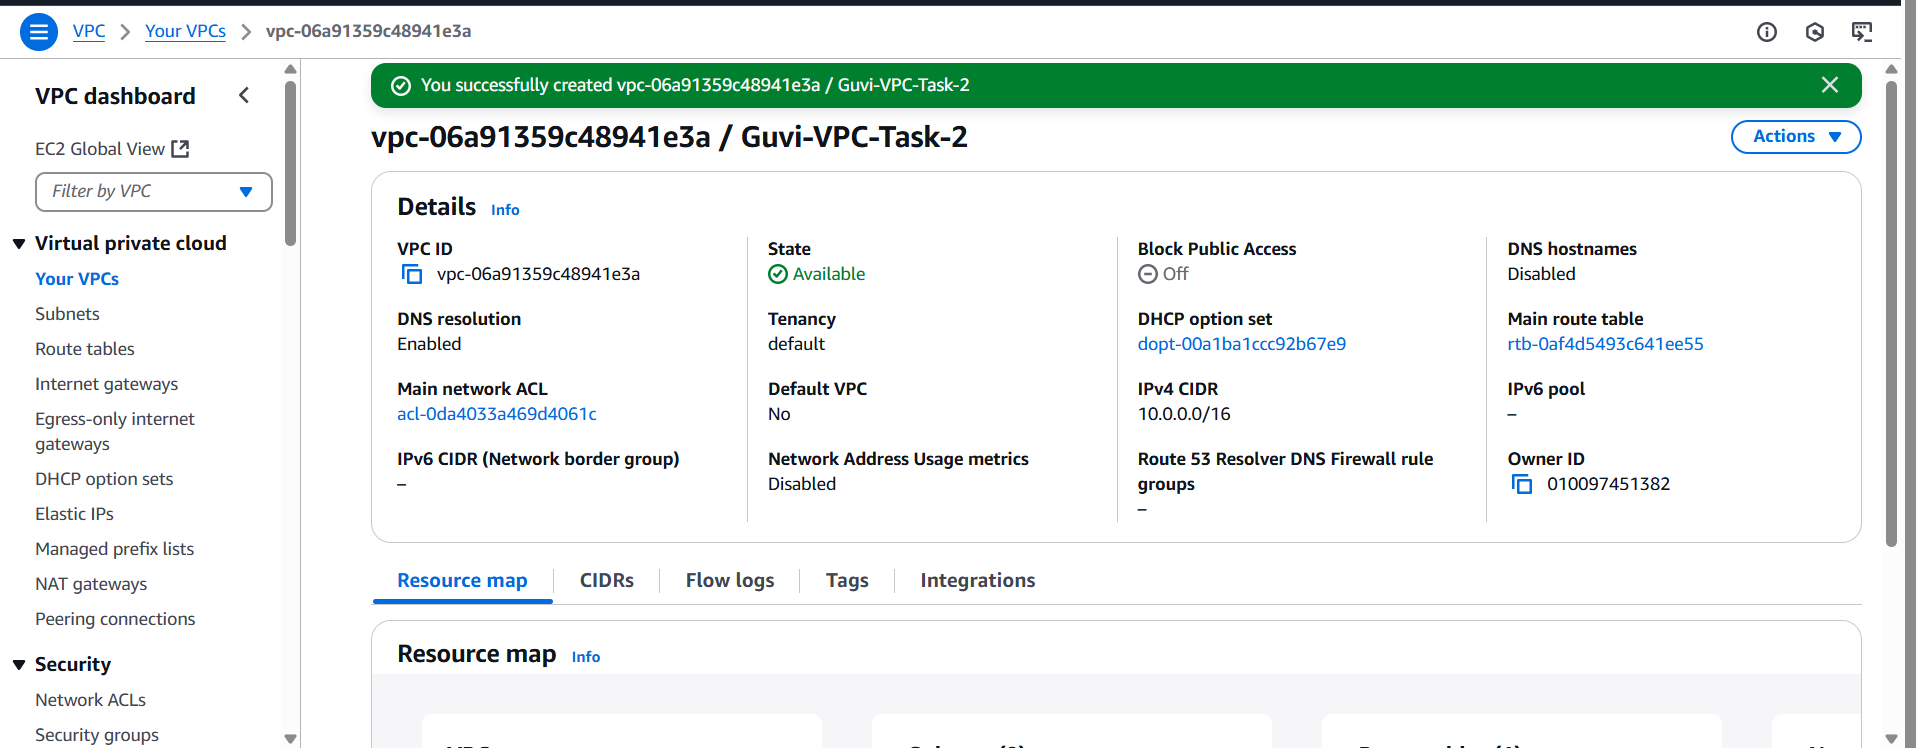 VPC > Your VPCs > vpc-06a91359c48941e3a
VPC dashboard
EC2 Global View
Filter by VPC
Virtual private cloud
Your VPCs
Subnets
Route tables
Internet gateways
Egress-only internet
gateways
DHCP option sets
Elastic IPs
Managed prefix lists
NAT gateways
Peering connections
Security
Network ACLs
Security groups
You successfully created vpc-06a91359c48941e3a / Guvi-VPC-Task-2
vpc-06a91359c48941e3a / Guvi-VPC-Task-2
Actions
Details Info
VPC ID
vpc-06a91359c48941e3a
State
Available
Block Public Access
Off
DNS hostnames
Disabled
DNS resolution
Enabled
Tenancy
default
DHCP option set
dopt-00a1ba1ccc92b67e9
Main route table
rtb-0af4d5493c641ee55
Main network ACL
acl-0da4033a469d4061c
Default VPC
No
IPv4 CIDR
10.0.0.0/16
IPv6 pool
–
IPv6 CIDR (Network border group)
–
Network Address Usage metrics
Disabled
Route 53 Resolver DNS Firewall rule
groups
–
Owner ID
010097451382
Resource map CIDRs Flow logs Tags Integrations
Resource map Info